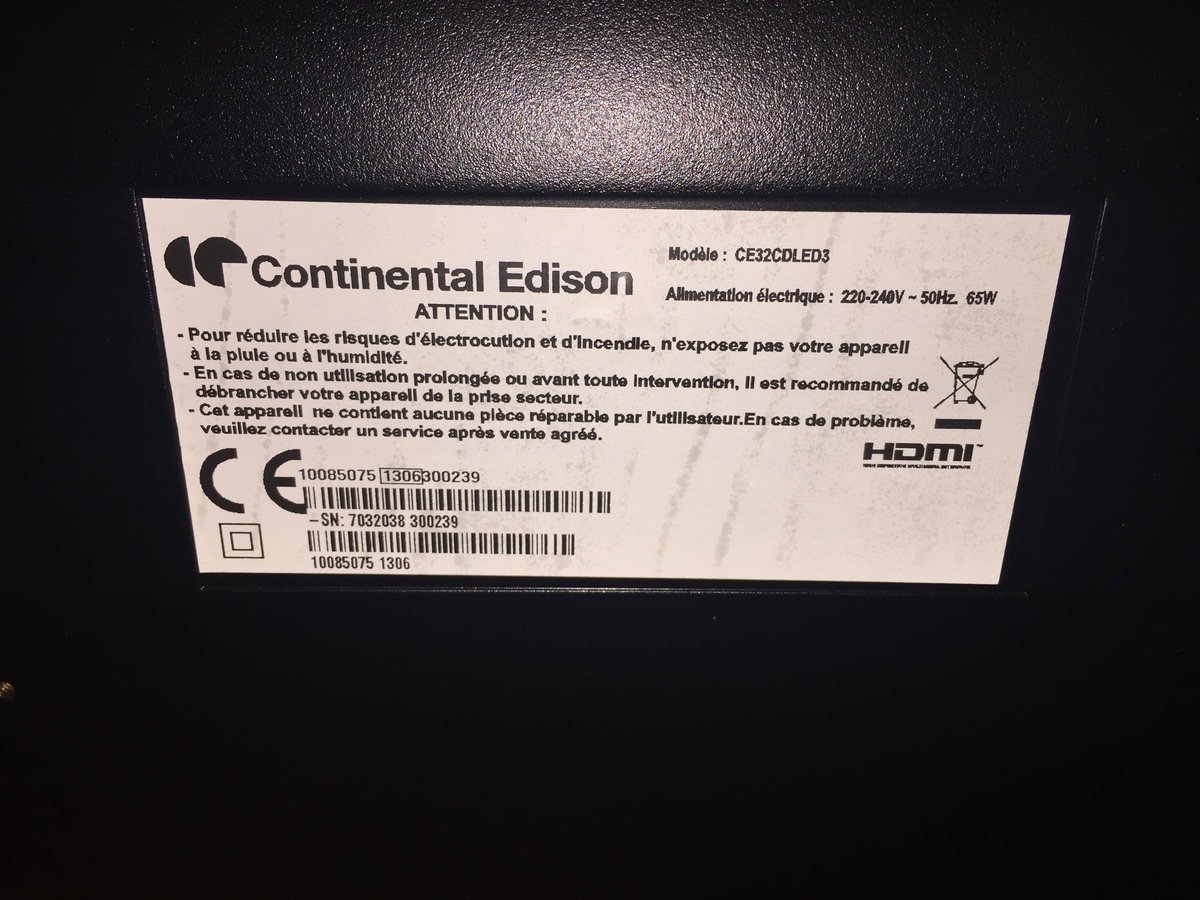 Continental Edison
Modèle : CE32CDLED3
Alimentation électrique : 220-240V ~ 50Hz. 65W
ATTENTION :
- Pour réduire les risques d'électrocution et d'incendie, n'exposez pas votre appareil
à la pluie ou à l'humidité.
- En cas de non utilisation prolongée ou avant toute intervention, il est recommandé de
débrancher votre appareil de la prise secteur.
- Cet appareil ne contient aucune pièce réparable par l'utilisateur.En cas de problème,
veuillez contacter un service après vente agréé.
HDMI™
CE
10085075 1306300239
-SN: 7032038 300239
10085075 1306